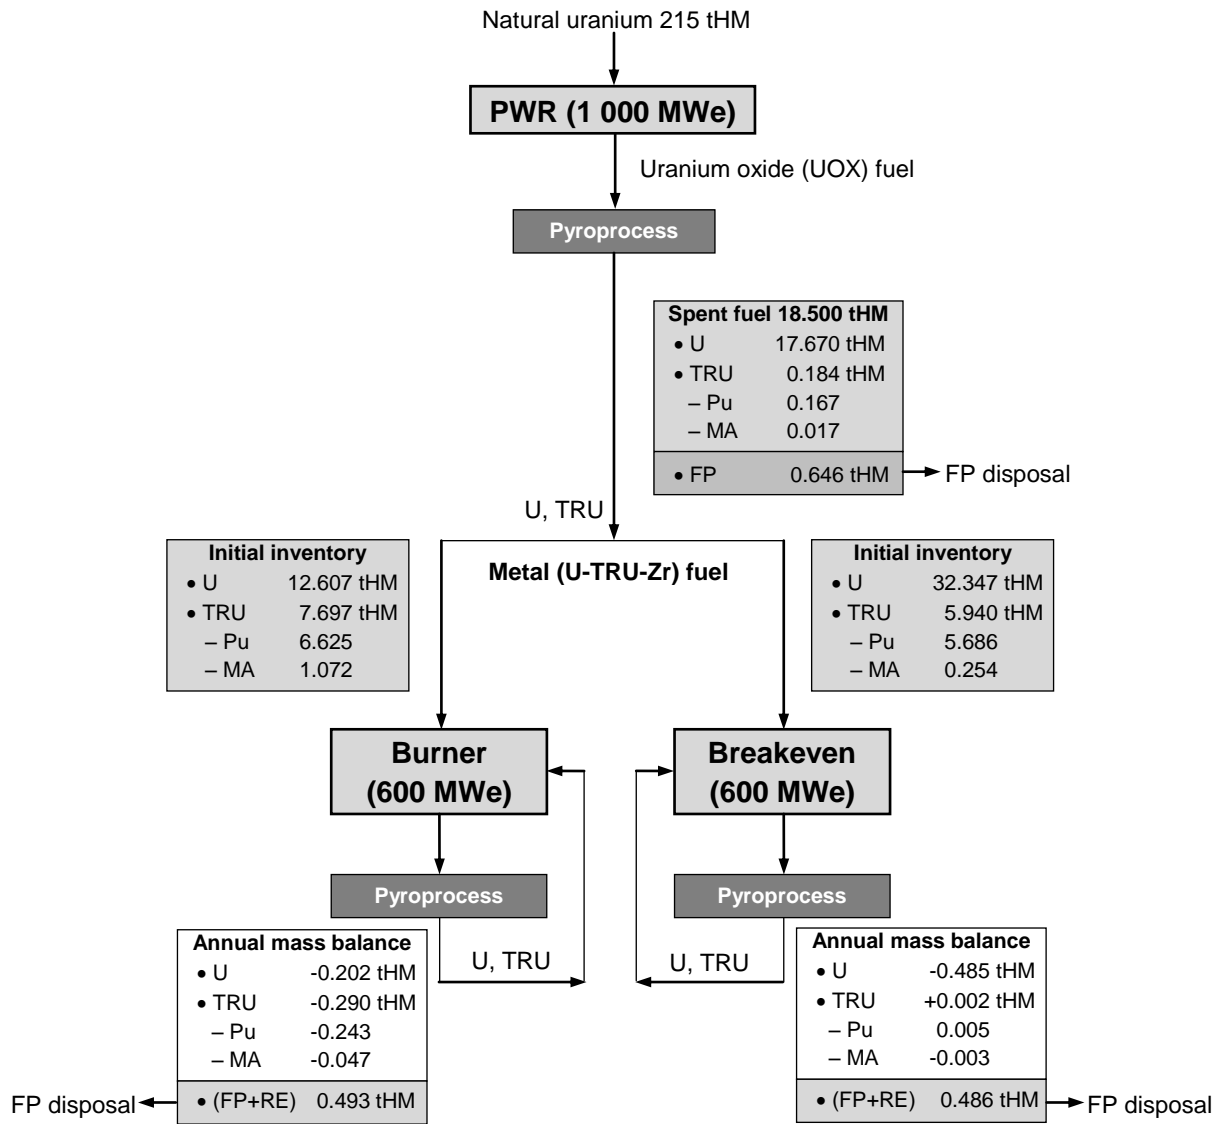 Natural uranium 215 tHM
PWR (1 000 MWe)
Uranium oxide (UOX) fuel
Pyroprocess
Spent fuel 18.500 tHM
• U 17.670 tHM
• TRU 0.184 tHM
– Pu 0.167
– MA 0.017
• FP 0.646 tHM
FP disposal
U, TRU
Initial inventory
• U 12.607 tHM
• TRU 7.697 tHM
– Pu 6.625
– MA 1.072
Metal (U-TRU-Zr) fuel
Initial inventory
• U 32.347 tHM
• TRU 5.940 tHM
– Pu 5.686
– MA 0.254
Burner
(600 MWe)
Breakeven
(600 MWe)
Pyroprocess
Pyroprocess
U, TRU
U, TRU
Annual mass balance
• U -0.202 tHM
• TRU -0.290 tHM
– Pu -0.243
– MA -0.047
• (FP+RE) 0.493 tHM
FP disposal
Annual mass balance
• U -0.485 tHM
• TRU +0.002 tHM
– Pu 0.005
– MA -0.003
• (FP+RE) 0.486 tHM
FP disposal